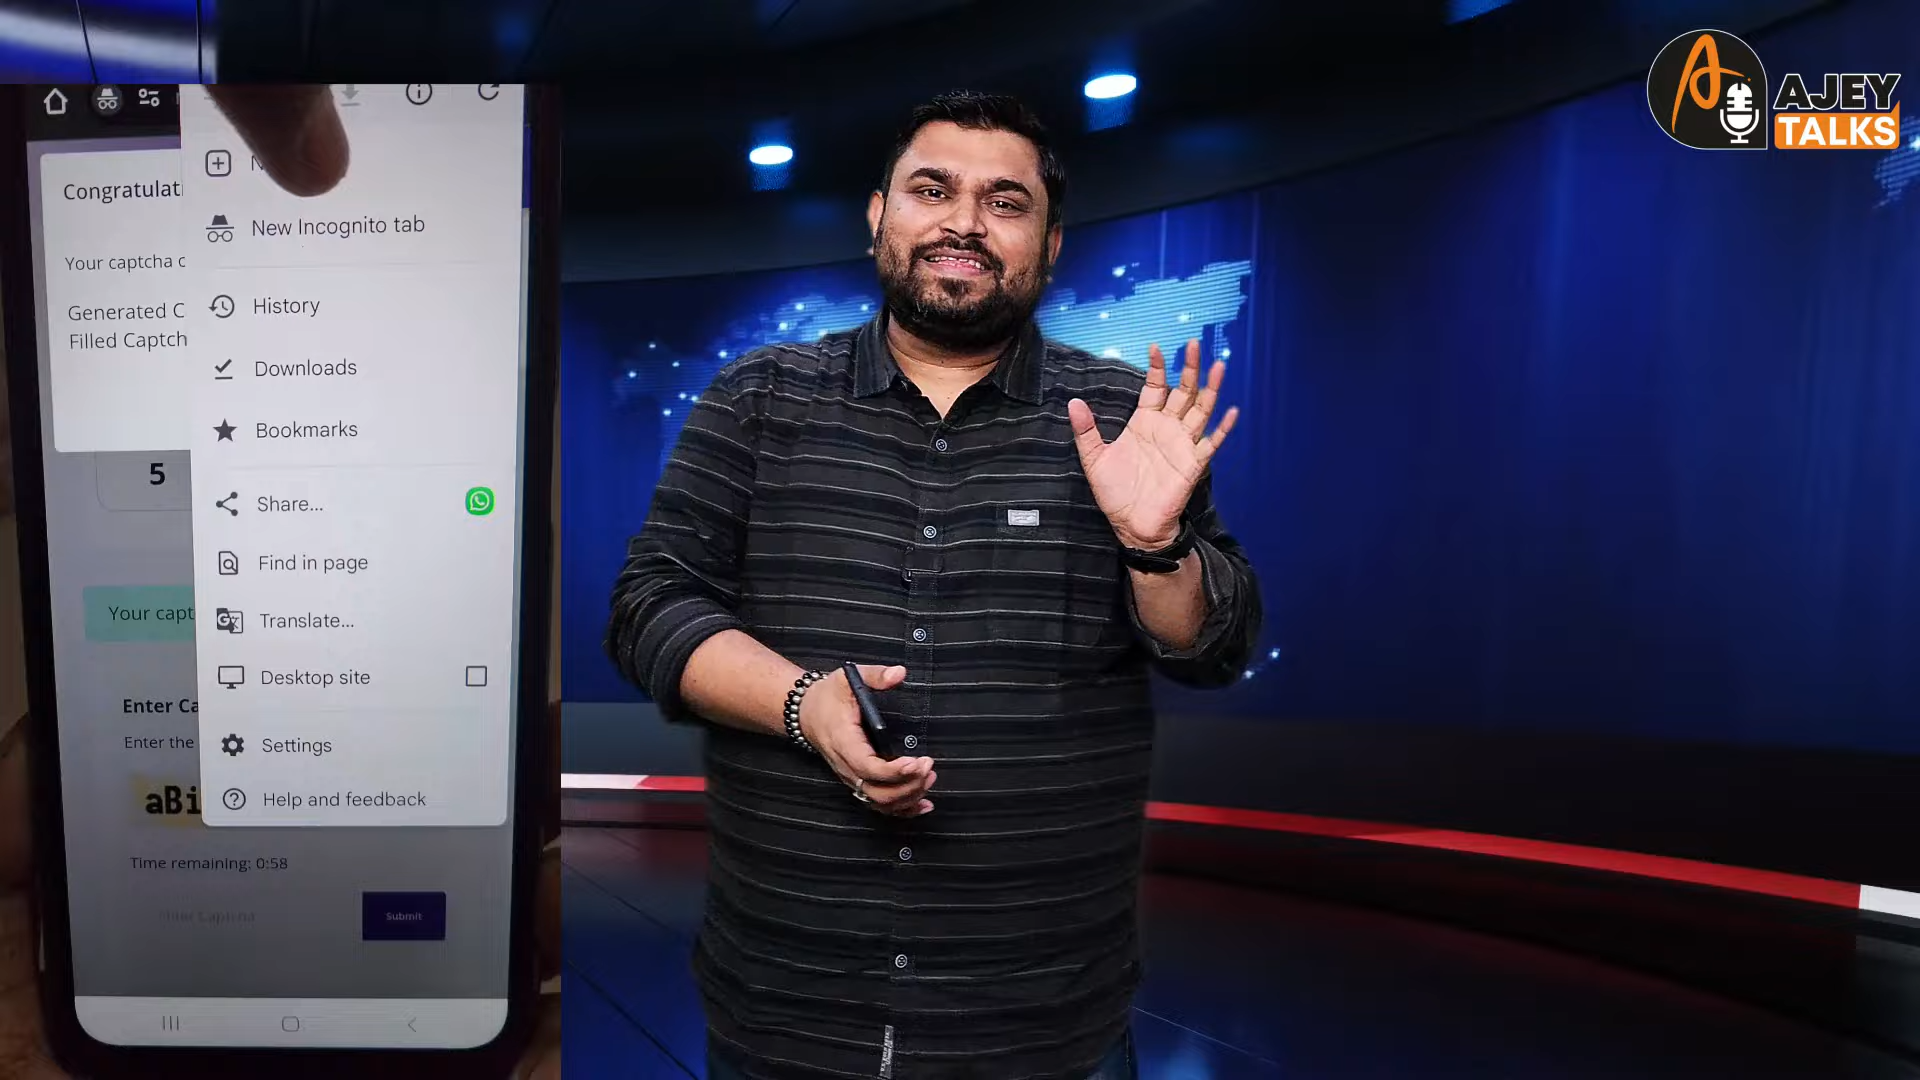 AJEY
TALKS
Congratulati
Your captcha c
Generated C
Filled Captch
5
Your capt
Enter Ca
Enter the
aBi
Time remaining: 0:58
Enter Captcha
Submit
New Incognito tab
History
Downloads
Bookmarks
Share...
Find in page
Translate...
Desktop site
Settings
Help and feedback